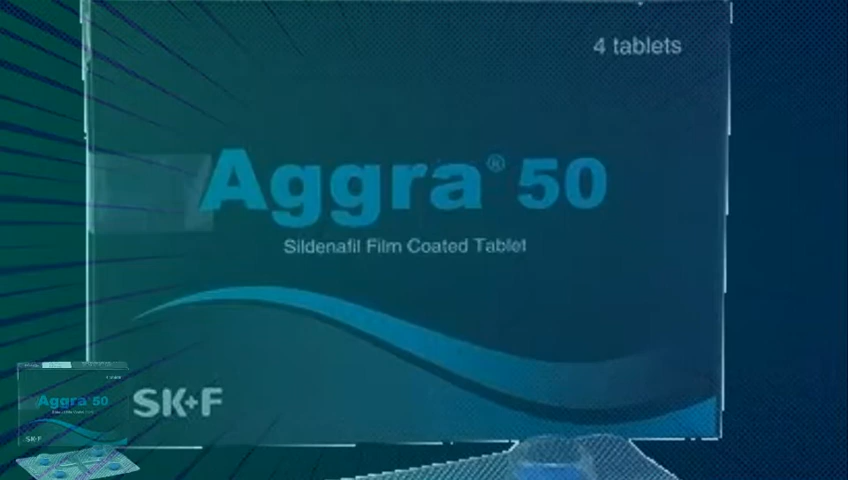 4 tablets
Aggra® 50
Sildenafil Film Coated Tablet
SK+F
Aggra 50
SK+F